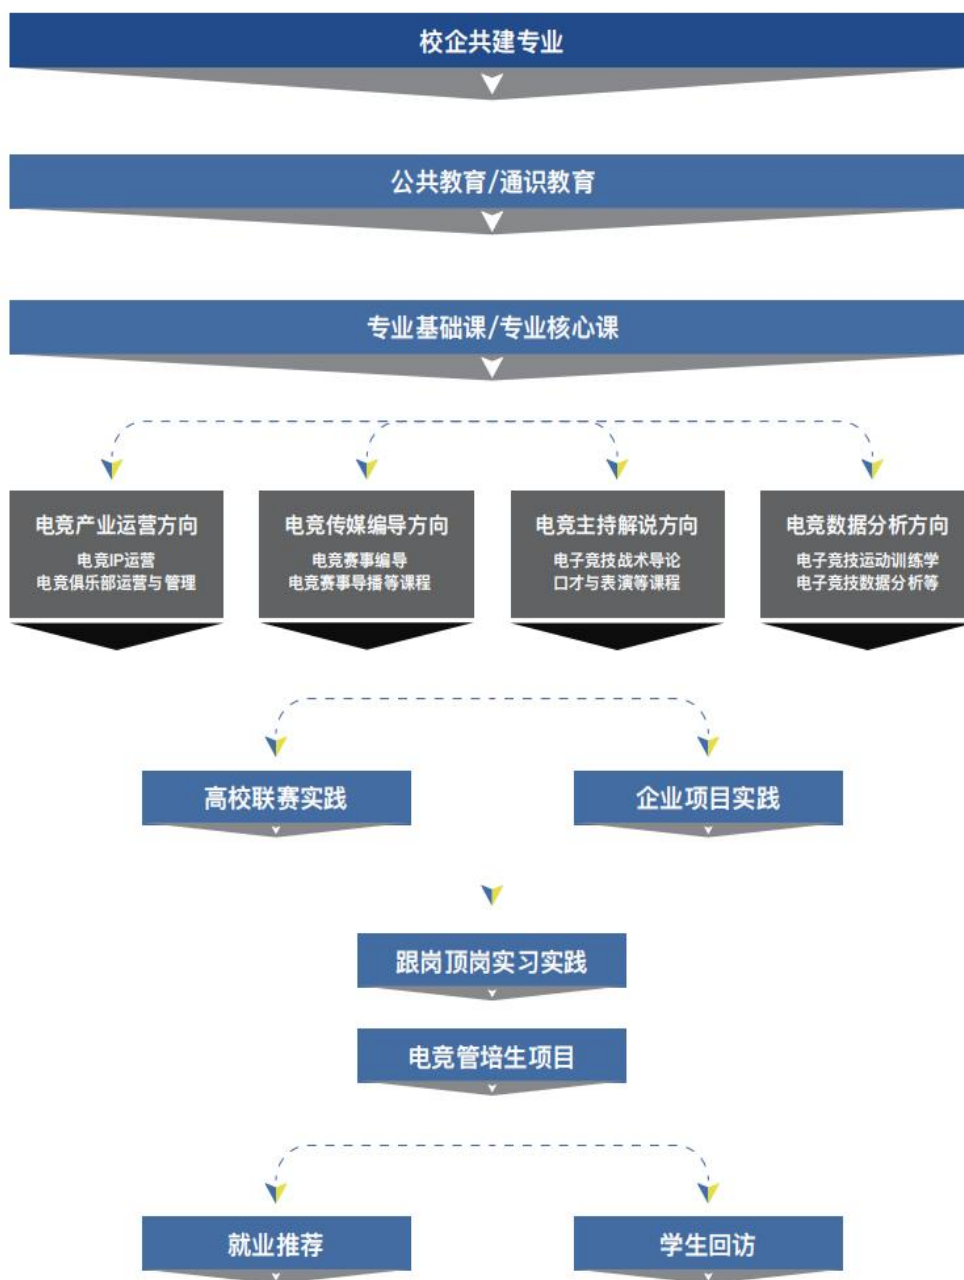 校企共建专业
公共教育/通识教育
专业基础课/专业核心课
电竞产业运营方向
电竞IP运营
电竞俱乐部运营与管理
电竞传媒编导方向
电竞赛事编导
电竞赛事导播等课程
电竞主持解说方向
电子竞技战术导论
口才与表演等课程
电竞数据分析方向
电子竞技运动训练学
电子竞技数据分析等
高校联赛实践
企业项目实践
跟岗顶岗实习实践
电竞管培生项目
就业推荐
学生回访